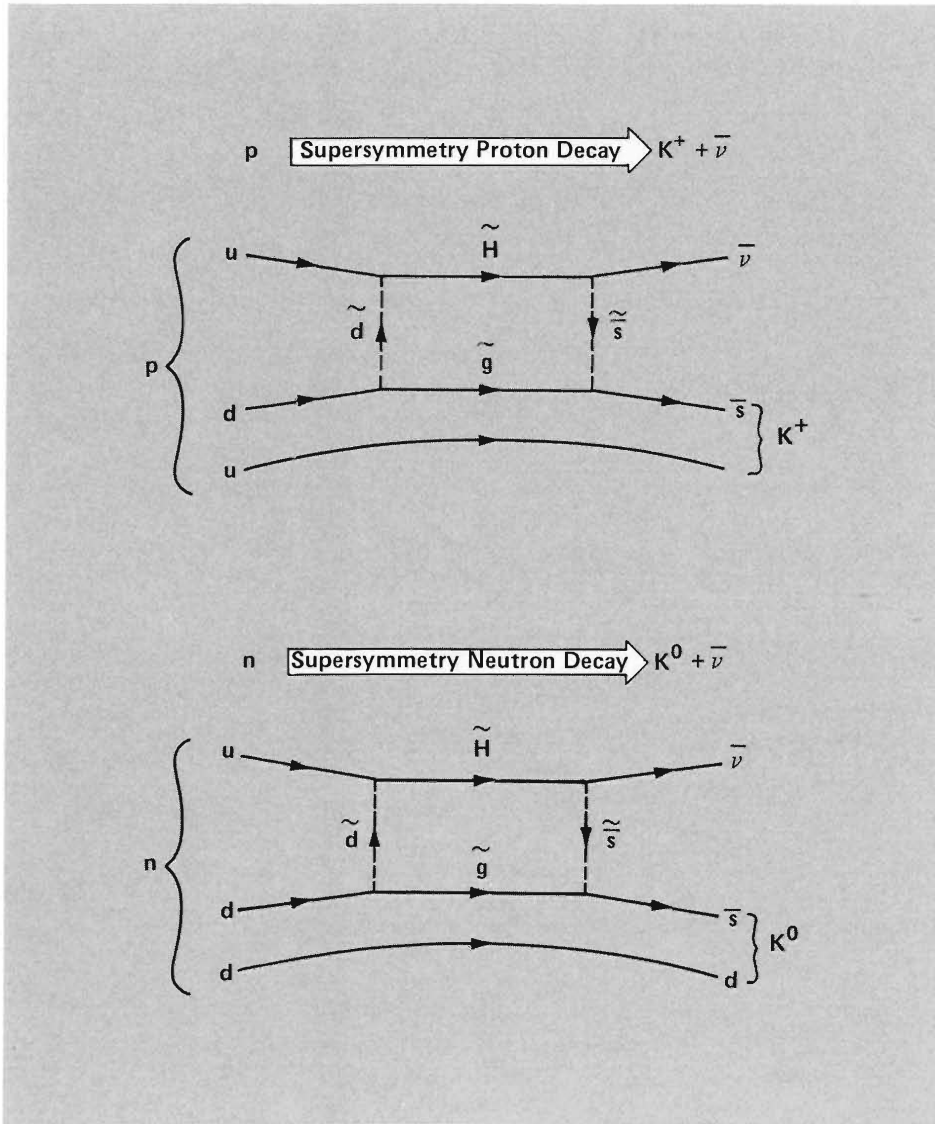 p Supersymmetry Proton Decay K⁺ + ν̅
H̃
u ν̅
d̃ s̅̃
p g̃
d s̅
K⁺
u
n Supersymmetry Neutron Decay K⁰ + ν̅
H̃
u ν̅
d̃ s̅̃
n g̃
d s̅
K⁰
d d